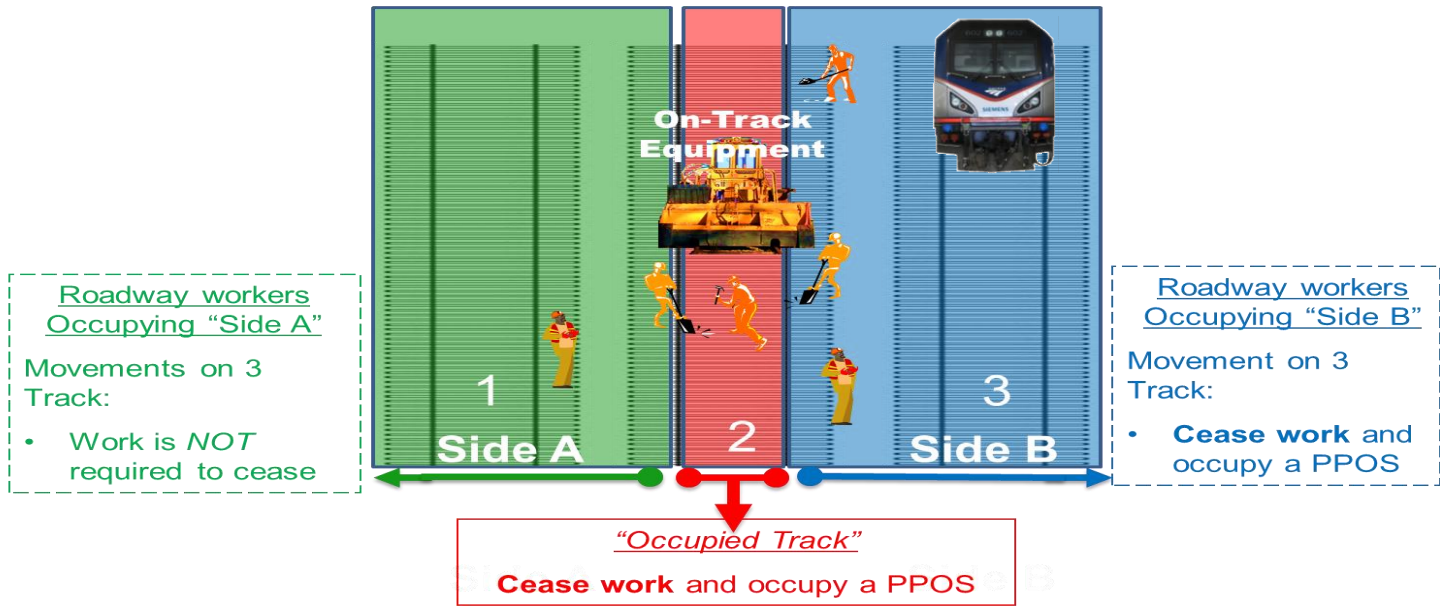 On-Track
Equipment
SIEMENS
Roadway workers
Occupying “Side A”
Movements on 3
Track:
• Work is NOT
required to cease
1
Side A
2
3
Side B
Roadway workers
Occupying “Side B”
Movement on 3
Track:
• Cease work and
occupy a PPOS
“Occupied Track”
Cease work and occupy a PPOS